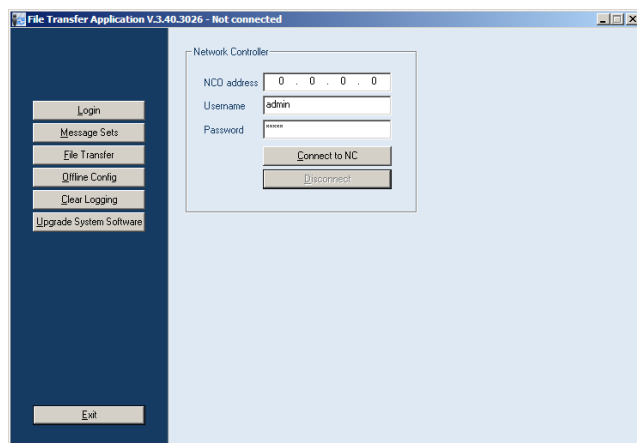 File Transfer Application V.3.40.3026 - Not connected
Login
Message Sets
File Transfer
Offline Config
Clear Logging
Upgrade System Software
Exit
Network Controller
NCO address 0 . 0 . 0 . 0
Username admin
Password *****
Connect to NC
Disconnect